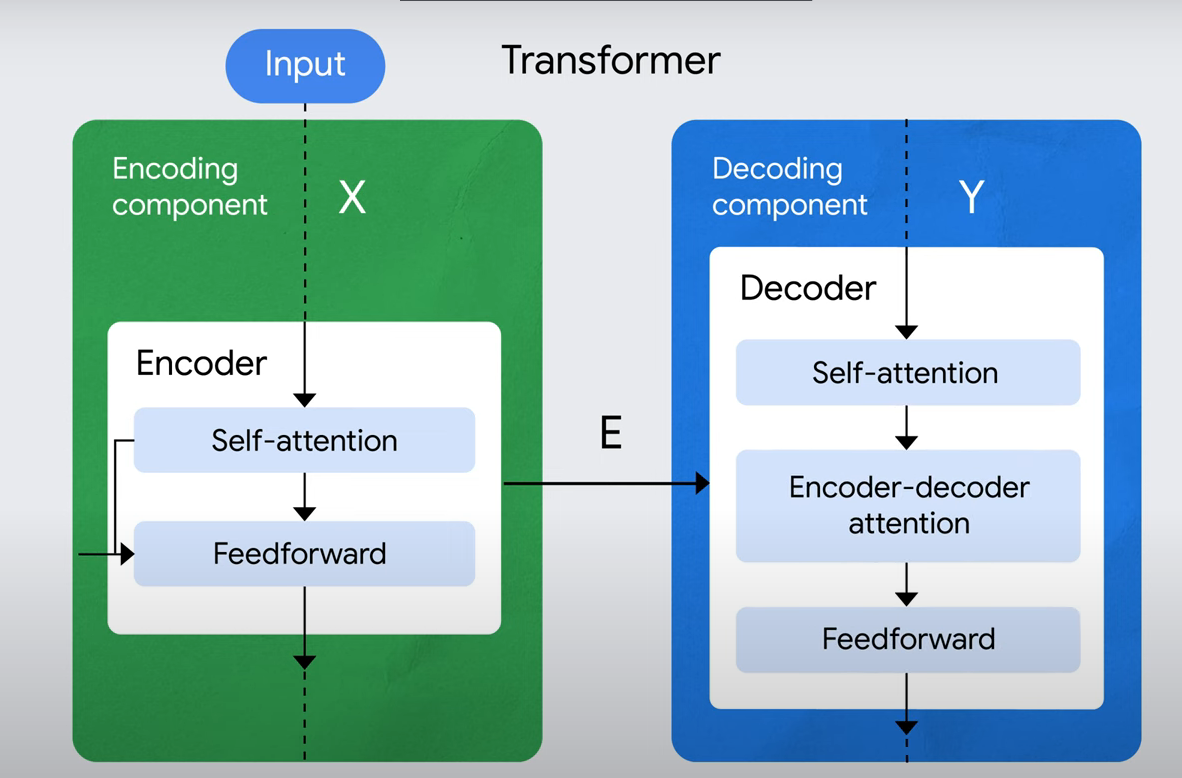 Input
Transformer
Encoding
component
X
Encoder
Self-attention
Feedforward
E
Decoding
component
Y
Decoder
Self-attention
Encoder-decoder
attention
Feedforward